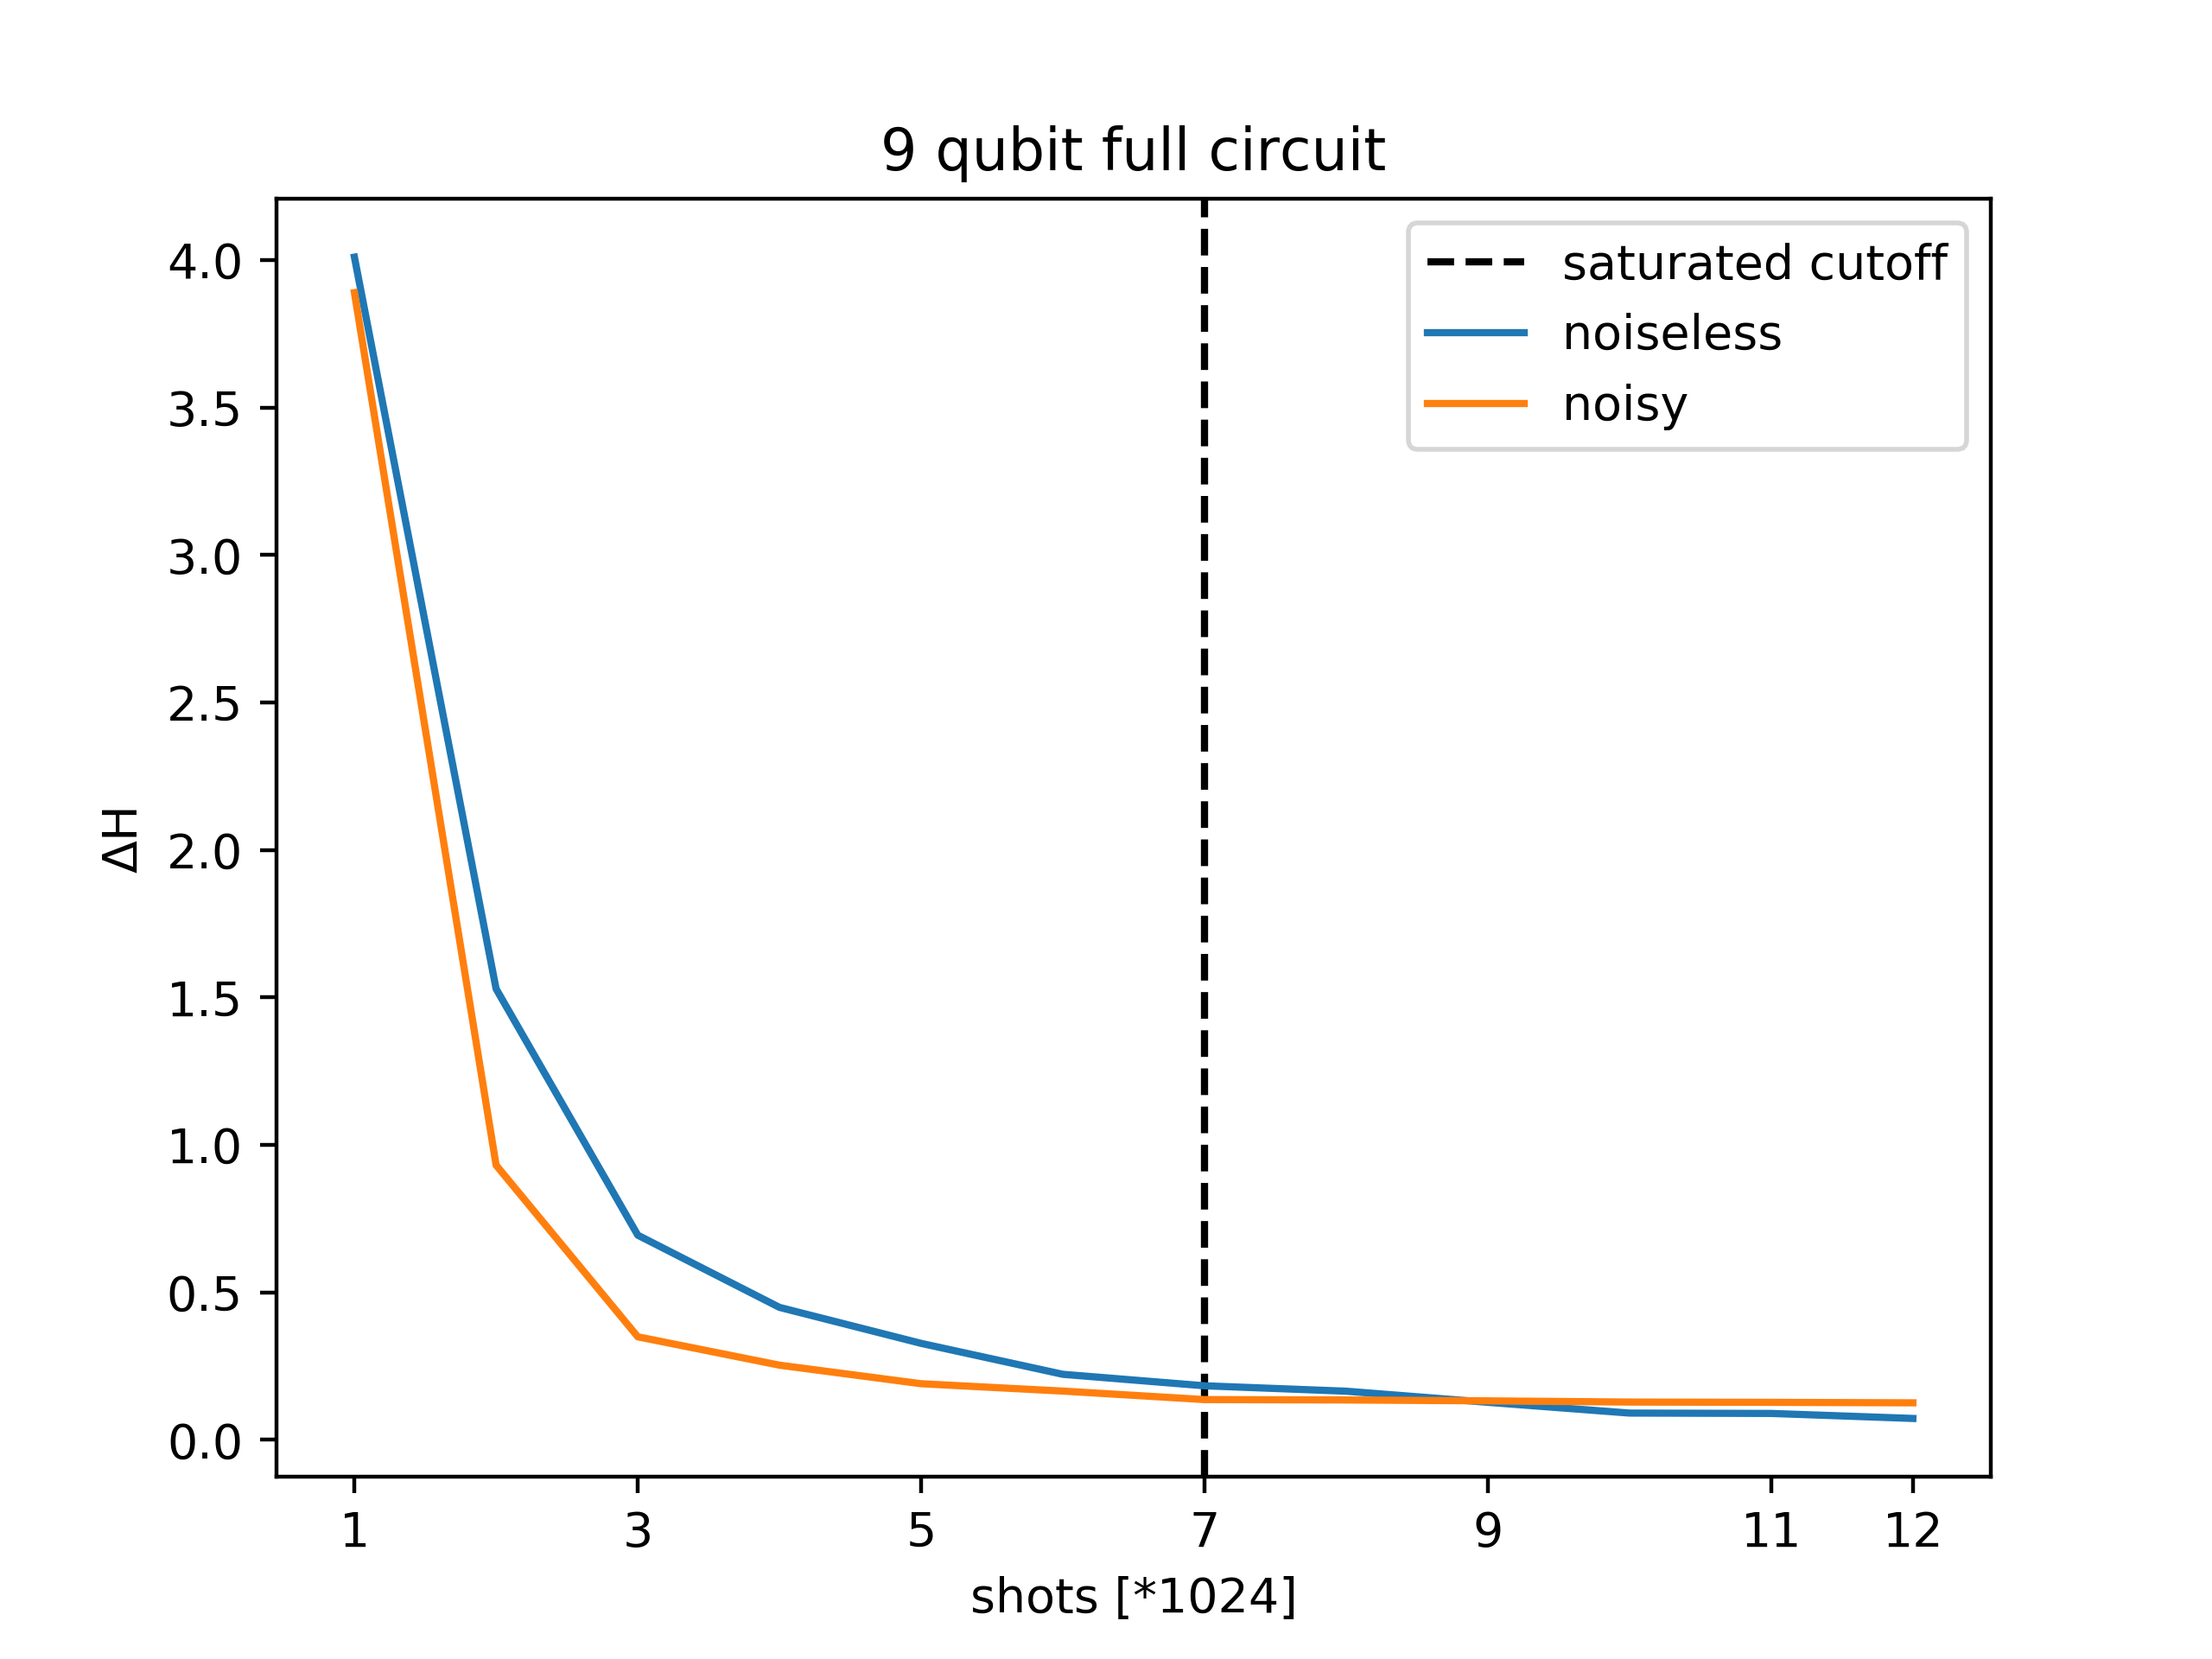 9 qubit full circuit
4.0
3.5
3.0
2.5
2.0
1.5
1.0
0.5
0.0
ΔH
saturated cutoff
noiseless
noisy
1 3 5 7 9 11 12
shots [*1024]